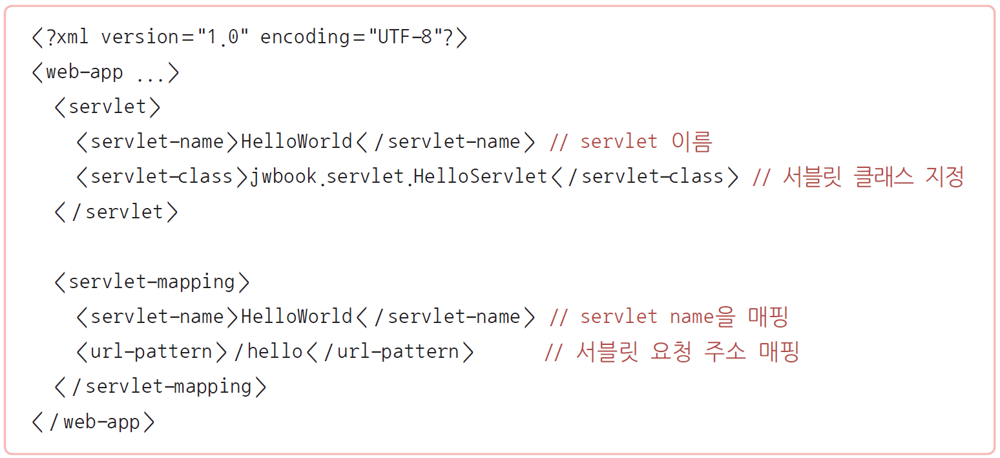 <?xml version="1.0" encoding="UTF-8"?>
<web-app ...>
<servlet>
<servlet-name>HelloWorld</servlet-name> // servlet 이름
<servlet-class>jwbook.servlet.HelloServlet</servlet-class> // 서블릿 클래스 지정
</servlet>
<servlet-mapping>
<servlet-name>HelloWorld</servlet-name> // servlet name을 매핑
<url-pattern>/hello</url-pattern> // 서블릿 요청 주소 매핑
</servlet-mapping>
</web-app>